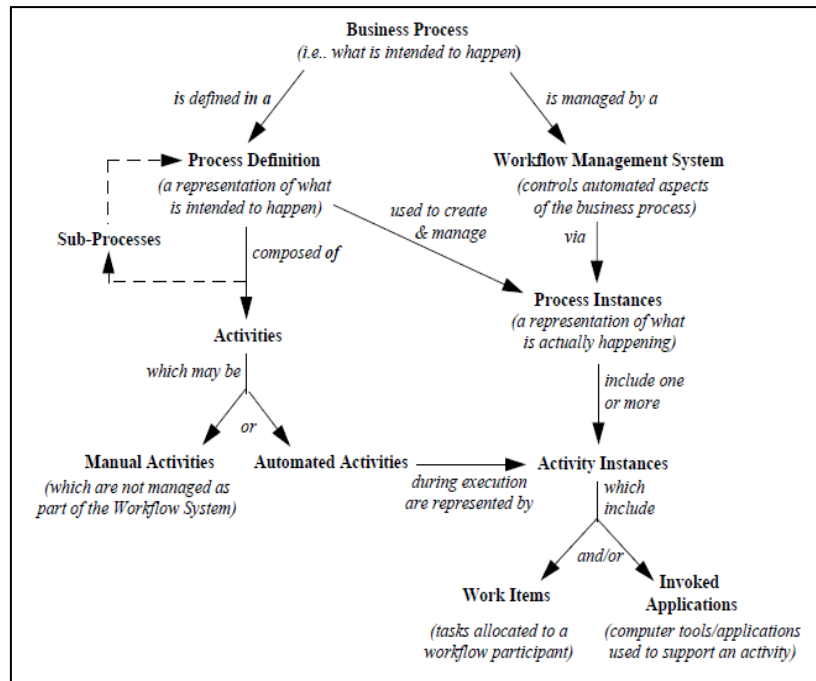 Business Process
(i.e.. what is intended to happen)
is defined in a
is managed by a
Process Definition
(a representation of what
is intended to happen)
Workflow Management System
(controls automated aspects
of the business process)
used to create
& manage
Sub-Processes
composed of
via
Process Instances
(a representation of what
is actually happening)
Activities
which may be
include one
or more
or
Manual Activities
(which are not managed as
part of the Workflow System)
Automated Activities
during execution
are represented by
Activity Instances
which
include
and/or
Work Items
(tasks allocated to a
workflow participant)
Invoked
Applications
(computer tools/applications
used to support an activity)